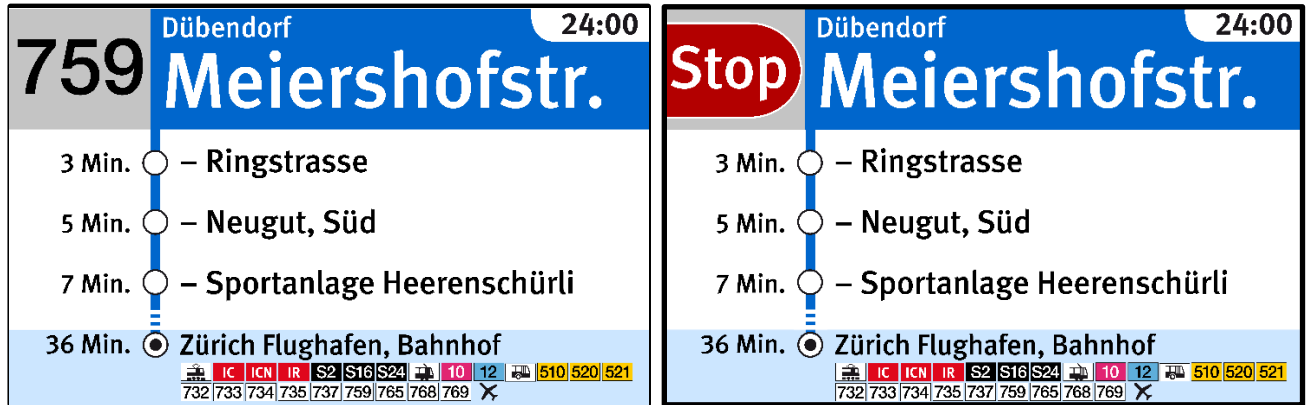 Dübendorf 24:00
759 Meiershofstr.
3 Min. – Ringstrasse
5 Min. – Neugut, Süd
7 Min. – Sportanlage Heerenschürli
36 Min. Zürich Flughafen, Bahnhof
IC ICN IR S2 S16 S24 10 12 510 520 521
732 733 734 735 737 759 765 768 769
Dübendorf 24:00
Stop Meiershofstr.
3 Min. – Ringstrasse
5 Min. – Neugut, Süd
7 Min. – Sportanlage Heerenschürli
36 Min. Zürich Flughafen, Bahnhof
IC ICN IR S2 S16 S24 10 12 510 520 521
732 733 734 735 737 759 765 768 769